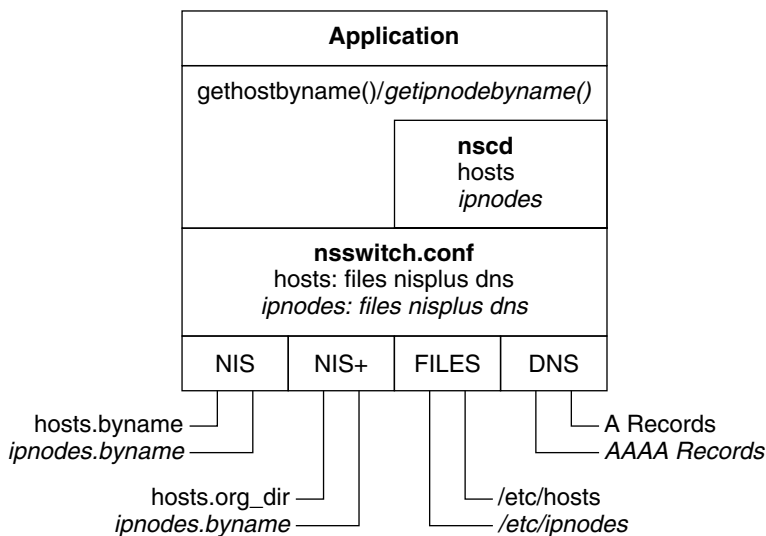 Application
gethostbyname()/getipnodebyname()
nscd
hosts
ipnodes
nsswitch.conf
hosts: files nisplus dns
ipnodes: files nisplus dns
NIS NIS+ FILES DNS
hosts.byname A Records
ipnodes.byname AAAA Records
hosts.org_dir /etc/hosts
ipnodes.byname /etc/ipnodes